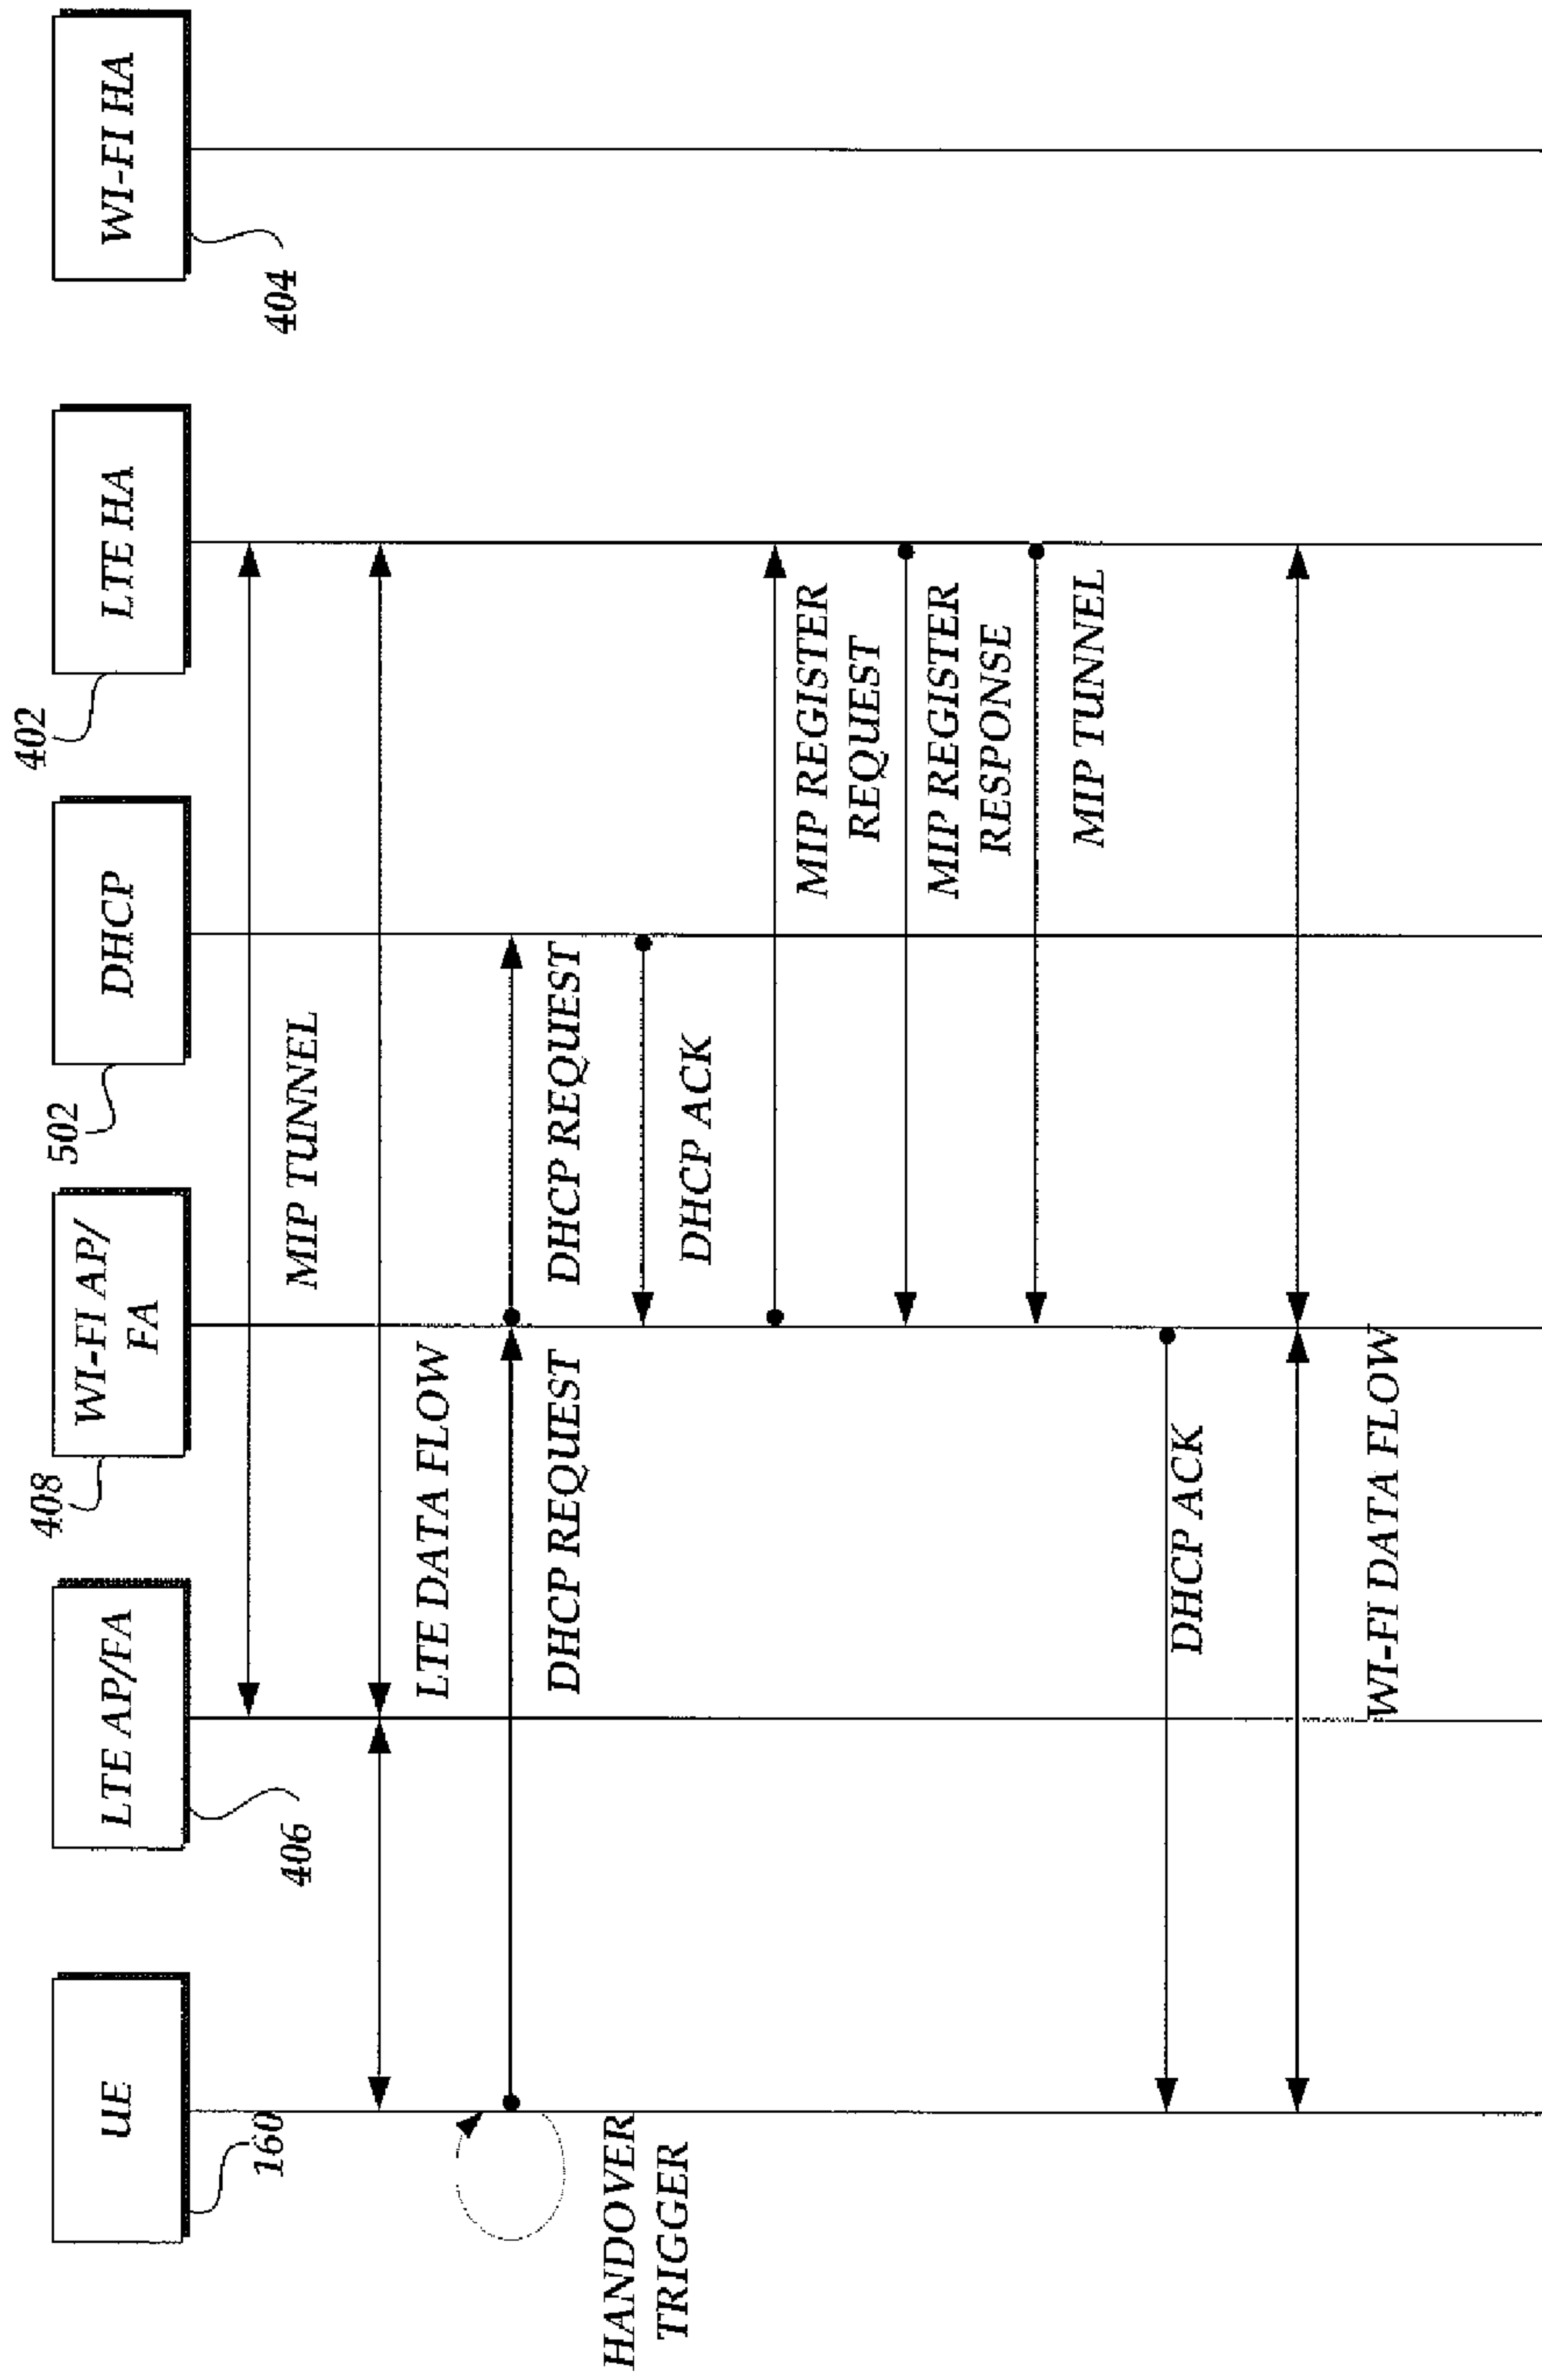 UE
160
LTE AP/FA
406
WI-FI AP/
FA
408
DHCP
502
LTE HA
402
WI-FI HA
404
MIP TUNNEL
LTE DATA FLOW
HANDOVER
TRIGGER
DHCP REQUEST
DHCP REQUEST
DHCP ACK
MIP REGISTER
REQUEST
MIP REGISTER
RESPONSE
MIP TUNNEL
DHCP ACK
WI-FI DATA FLOW